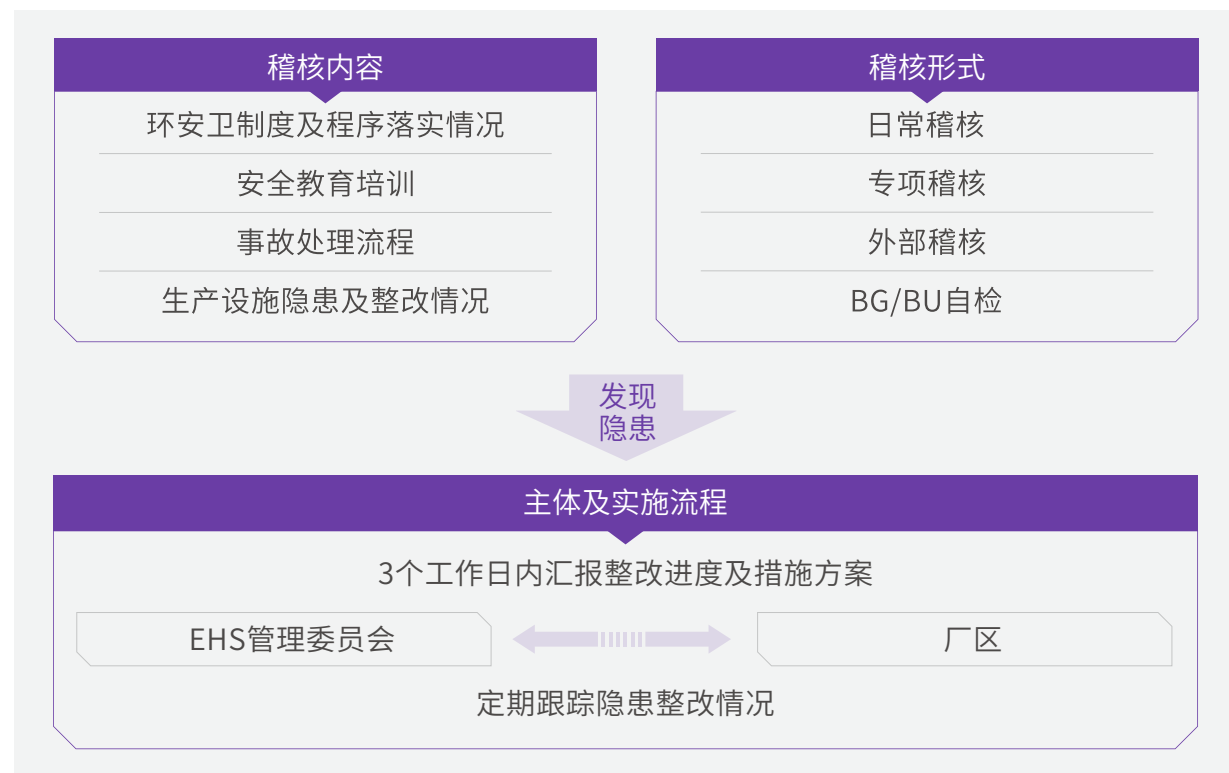 稽核内容
环安卫制度及程序落实情况
安全教育培训
事故处理流程
生产设施隐患及整改情况
稽核形式
日常稽核
专项稽核
外部稽核
BG/BU自检
发现
隐患
主体及实施流程
3个工作日内汇报整改进度及措施方案
EHS管理委员会
厂区
定期跟踪隐患整改情况